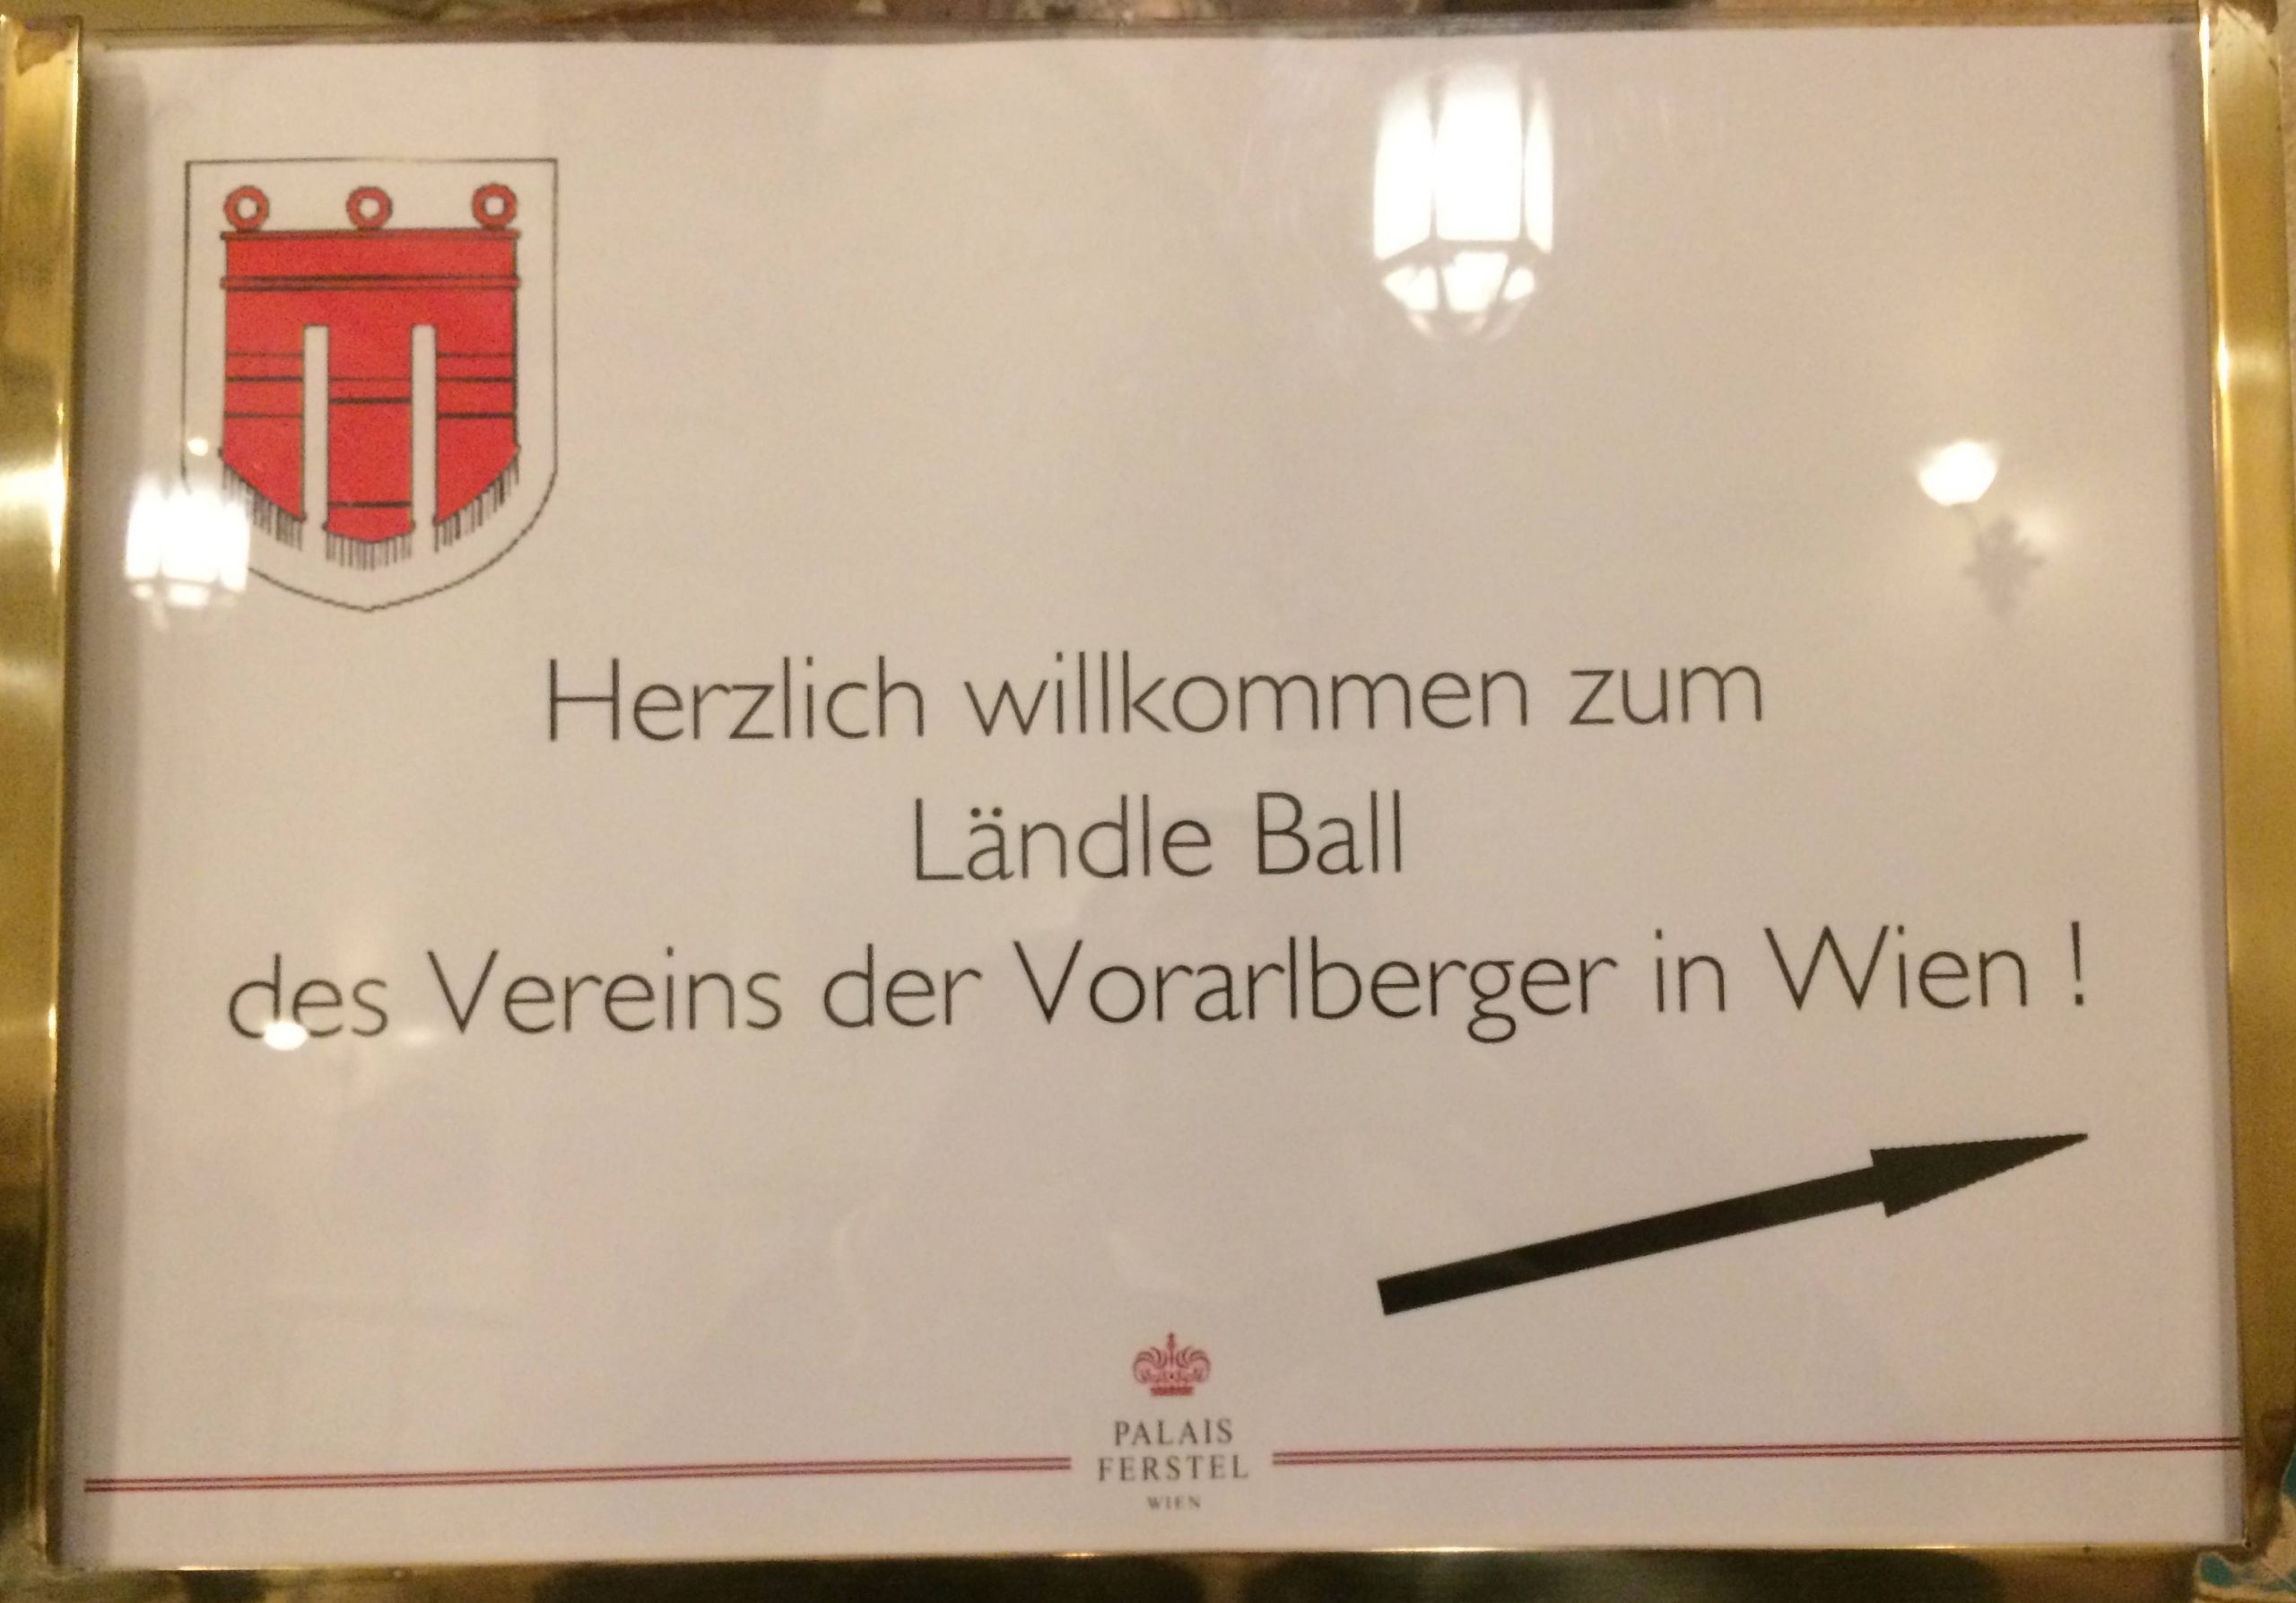 Herzlich willkommen zum
Ländle Ball
des Vereins der Vorarlberger in Wien !
PALAIS
FERSTEL
WIEN